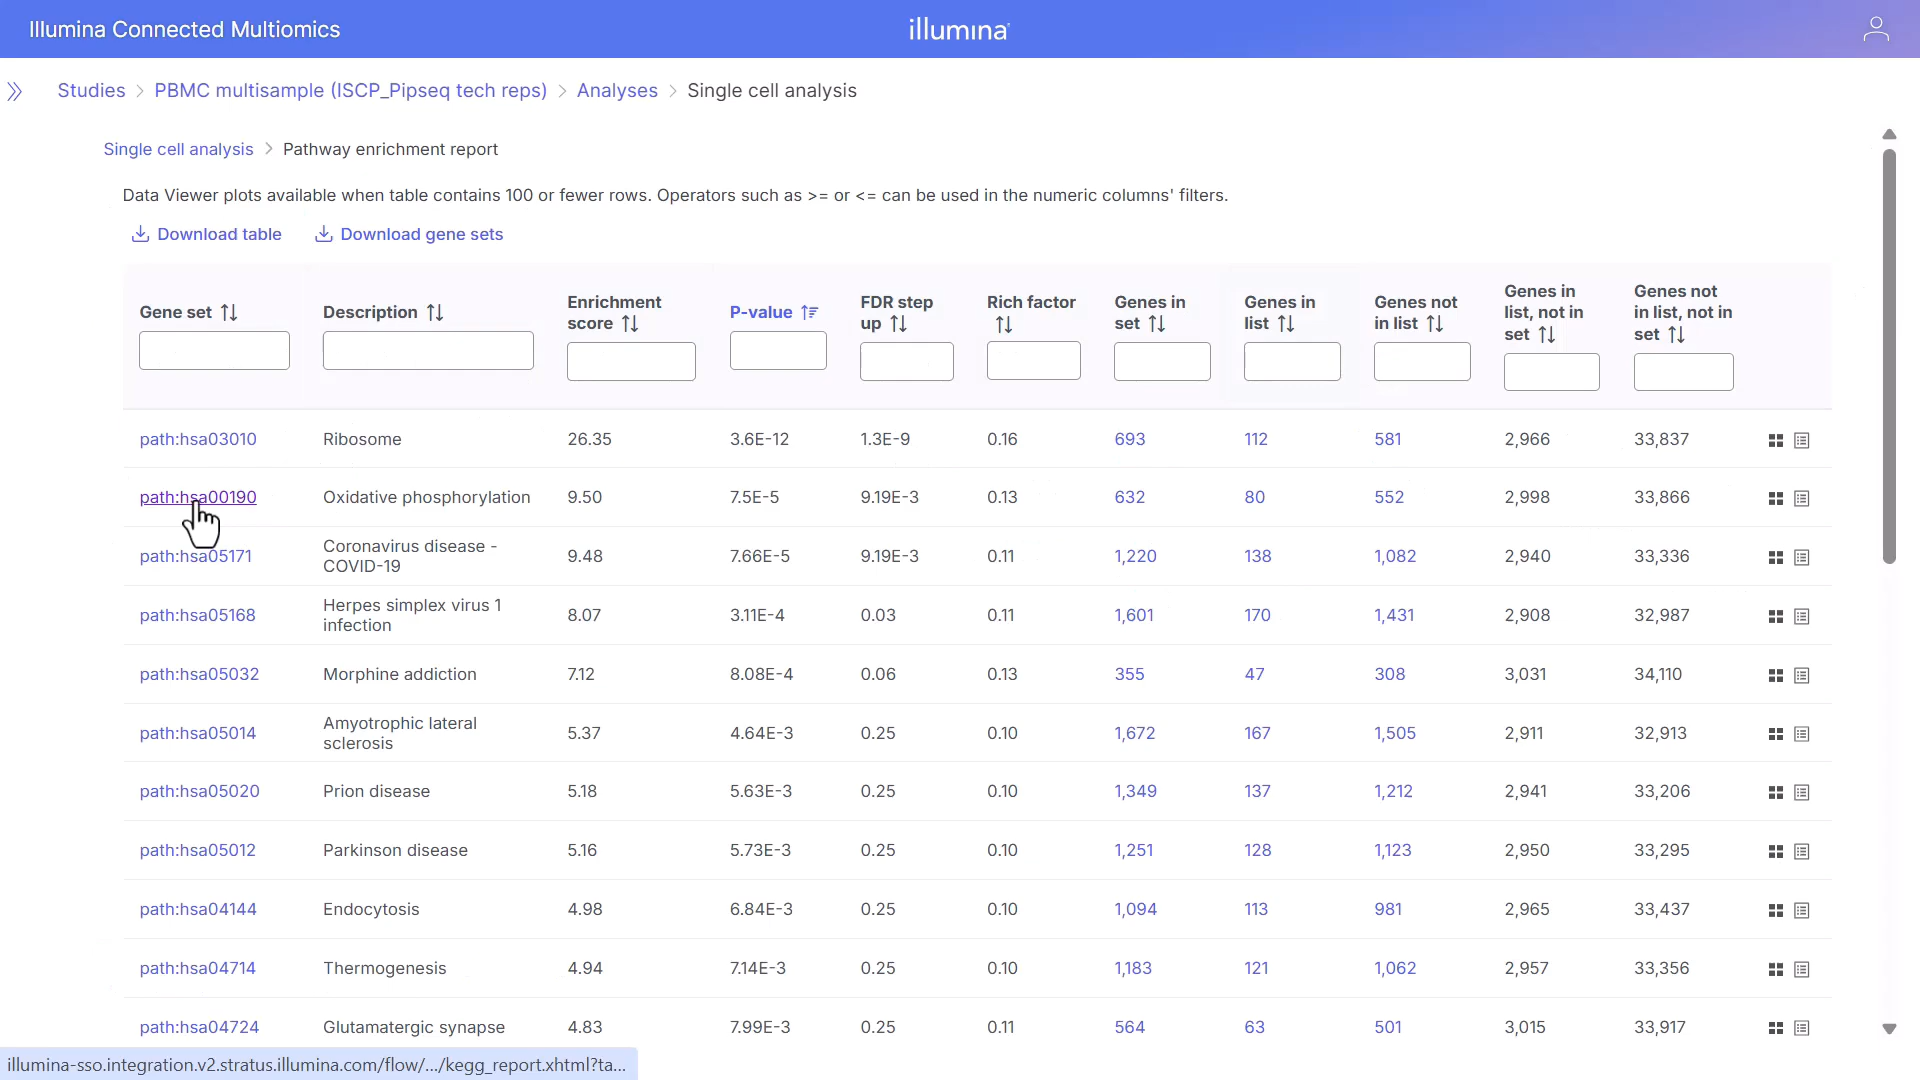 Illumina Connected Multiomics
illumina
Studies > PBMC multisample (ISCP_Pipseq tech reps) > Analyses > Single cell analysis
Single cell analysis > Pathway enrichment report
Data Viewer plots available when table contains 100 or fewer rows. Operators such as >= or <= can be used in the numeric columns' filters.
Download table Download gene sets
Gene set Description Enrichment score P-value FDR step up Rich factor Genes in set Genes in list Genes not in list Genes in list, not in set Genes not in list, not in set
path:hsa03010 Ribosome 26.35 3.6E-12 1.3E-9 0.16 693 112 581 2,966 33,837
path:hsa00190 Oxidative phosphorylation 9.50 7.5E-5 9.19E-3 0.13 632 80 552 2,998 33,866
path:hsa05171 Coronavirus disease - COVID-19 9.48 7.66E-5 9.19E-3 0.11 1,220 138 1,082 2,940 33,336
path:hsa05168 Herpes simplex virus 1 infection 8.07 3.11E-4 0.03 0.11 1,601 170 1,431 2,908 32,987
path:hsa05032 Morphine addiction 7.12 8.08E-4 0.06 0.13 355 47 308 3,031 34,110
path:hsa05014 Amyotrophic lateral sclerosis 5.37 4.64E-3 0.25 0.10 1,672 167 1,505 2,911 32,913
path:hsa05020 Prion disease 5.18 5.63E-3 0.25 0.10 1,349 137 1,212 2,941 33,206
path:hsa05012 Parkinson disease 5.16 5.73E-3 0.25 0.10 1,251 128 1,123 2,950 33,295
path:hsa04144 Endocytosis 4.98 6.84E-3 0.25 0.10 1,094 113 981 2,965 33,437
path:hsa04714 Thermogenesis 4.94 7.14E-3 0.25 0.10 1,183 121 1,062 2,957 33,356
path:hsa04724 Glutamatergic synapse 4.83 7.99E-3 0.25 0.11 564 63 501 3,015 33,917
illumina-sso.integration.v2.stratus.illumina.com/flow/.../kegg_report.xhtml?ta...